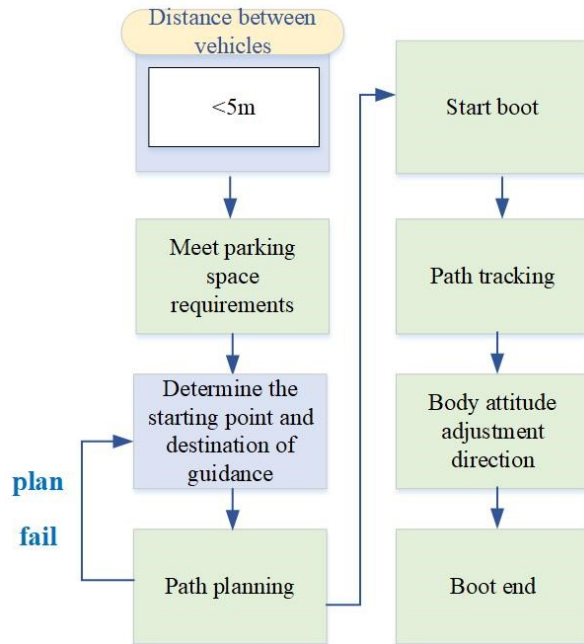 Distance between
vehicles
<5m
Meet parking
space
requirements
Determine the
starting point and
destination of
guidance
plan
fail
Path planning
Start boot
Path tracking
Body attitude
adjustment
direction
Boot end